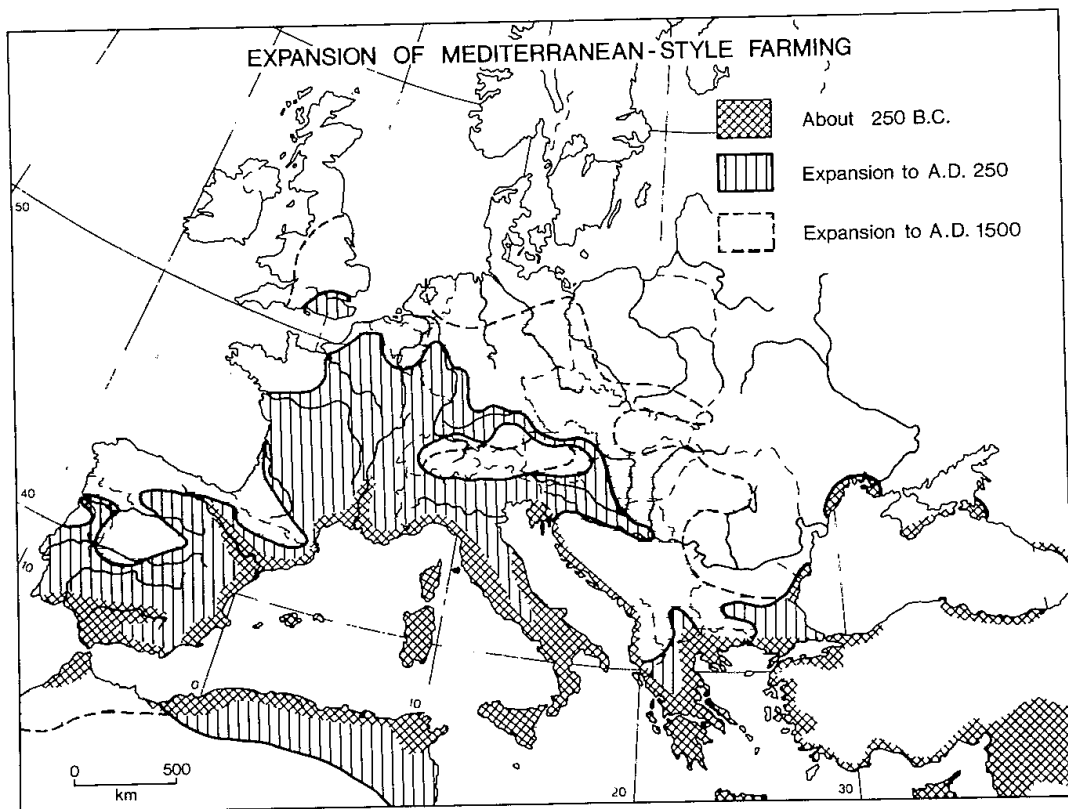 EXPANSION OF MEDITERRANEAN-STYLE FARMING
About 250 B.C.
Expansion to A.D. 250
Expansion to A.D. 1500
50
40
10
0
10
20
30
0 500
km